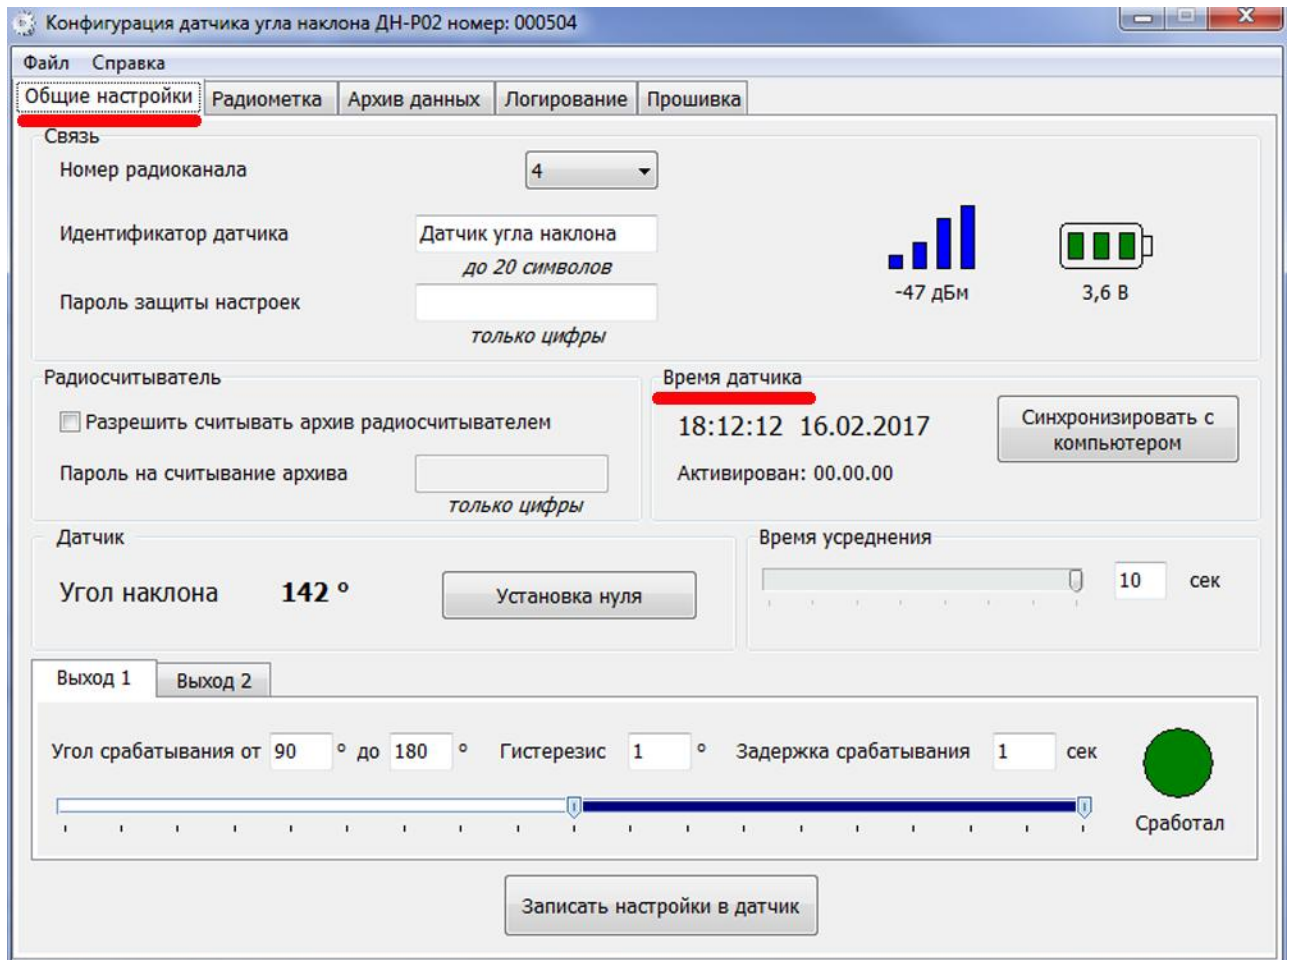 Конфигурация датчика угла наклона ДН-Р02 номер: 000504
Файл Справка
Общие настройки Радиометка Архив данных Логирование Прошивка
Связь
Номер радиоканала 4
Идентификатор датчика Датчик угла наклона
до 20 символов
-47 дБм 3,6 В
Пароль защиты настроек
только цифры
Радиосчитыватель
Разрешить считывать архив радиосчитывателем
Пароль на считывание архива
только цифры
Время датчика
18:12:12 16.02.2017
Синхронизировать с
компьютером
Активирован: 00.00.00
Датчик
Угол наклона 142 ° Установка нуля
Время усреднения
10 сек
Выход 1 Выход 2
Угол срабатывания от 90 ° до 180 ° Гистерезис 1 ° Задержка срабатывания 1 сек
Сработал
Записать настройки в датчик